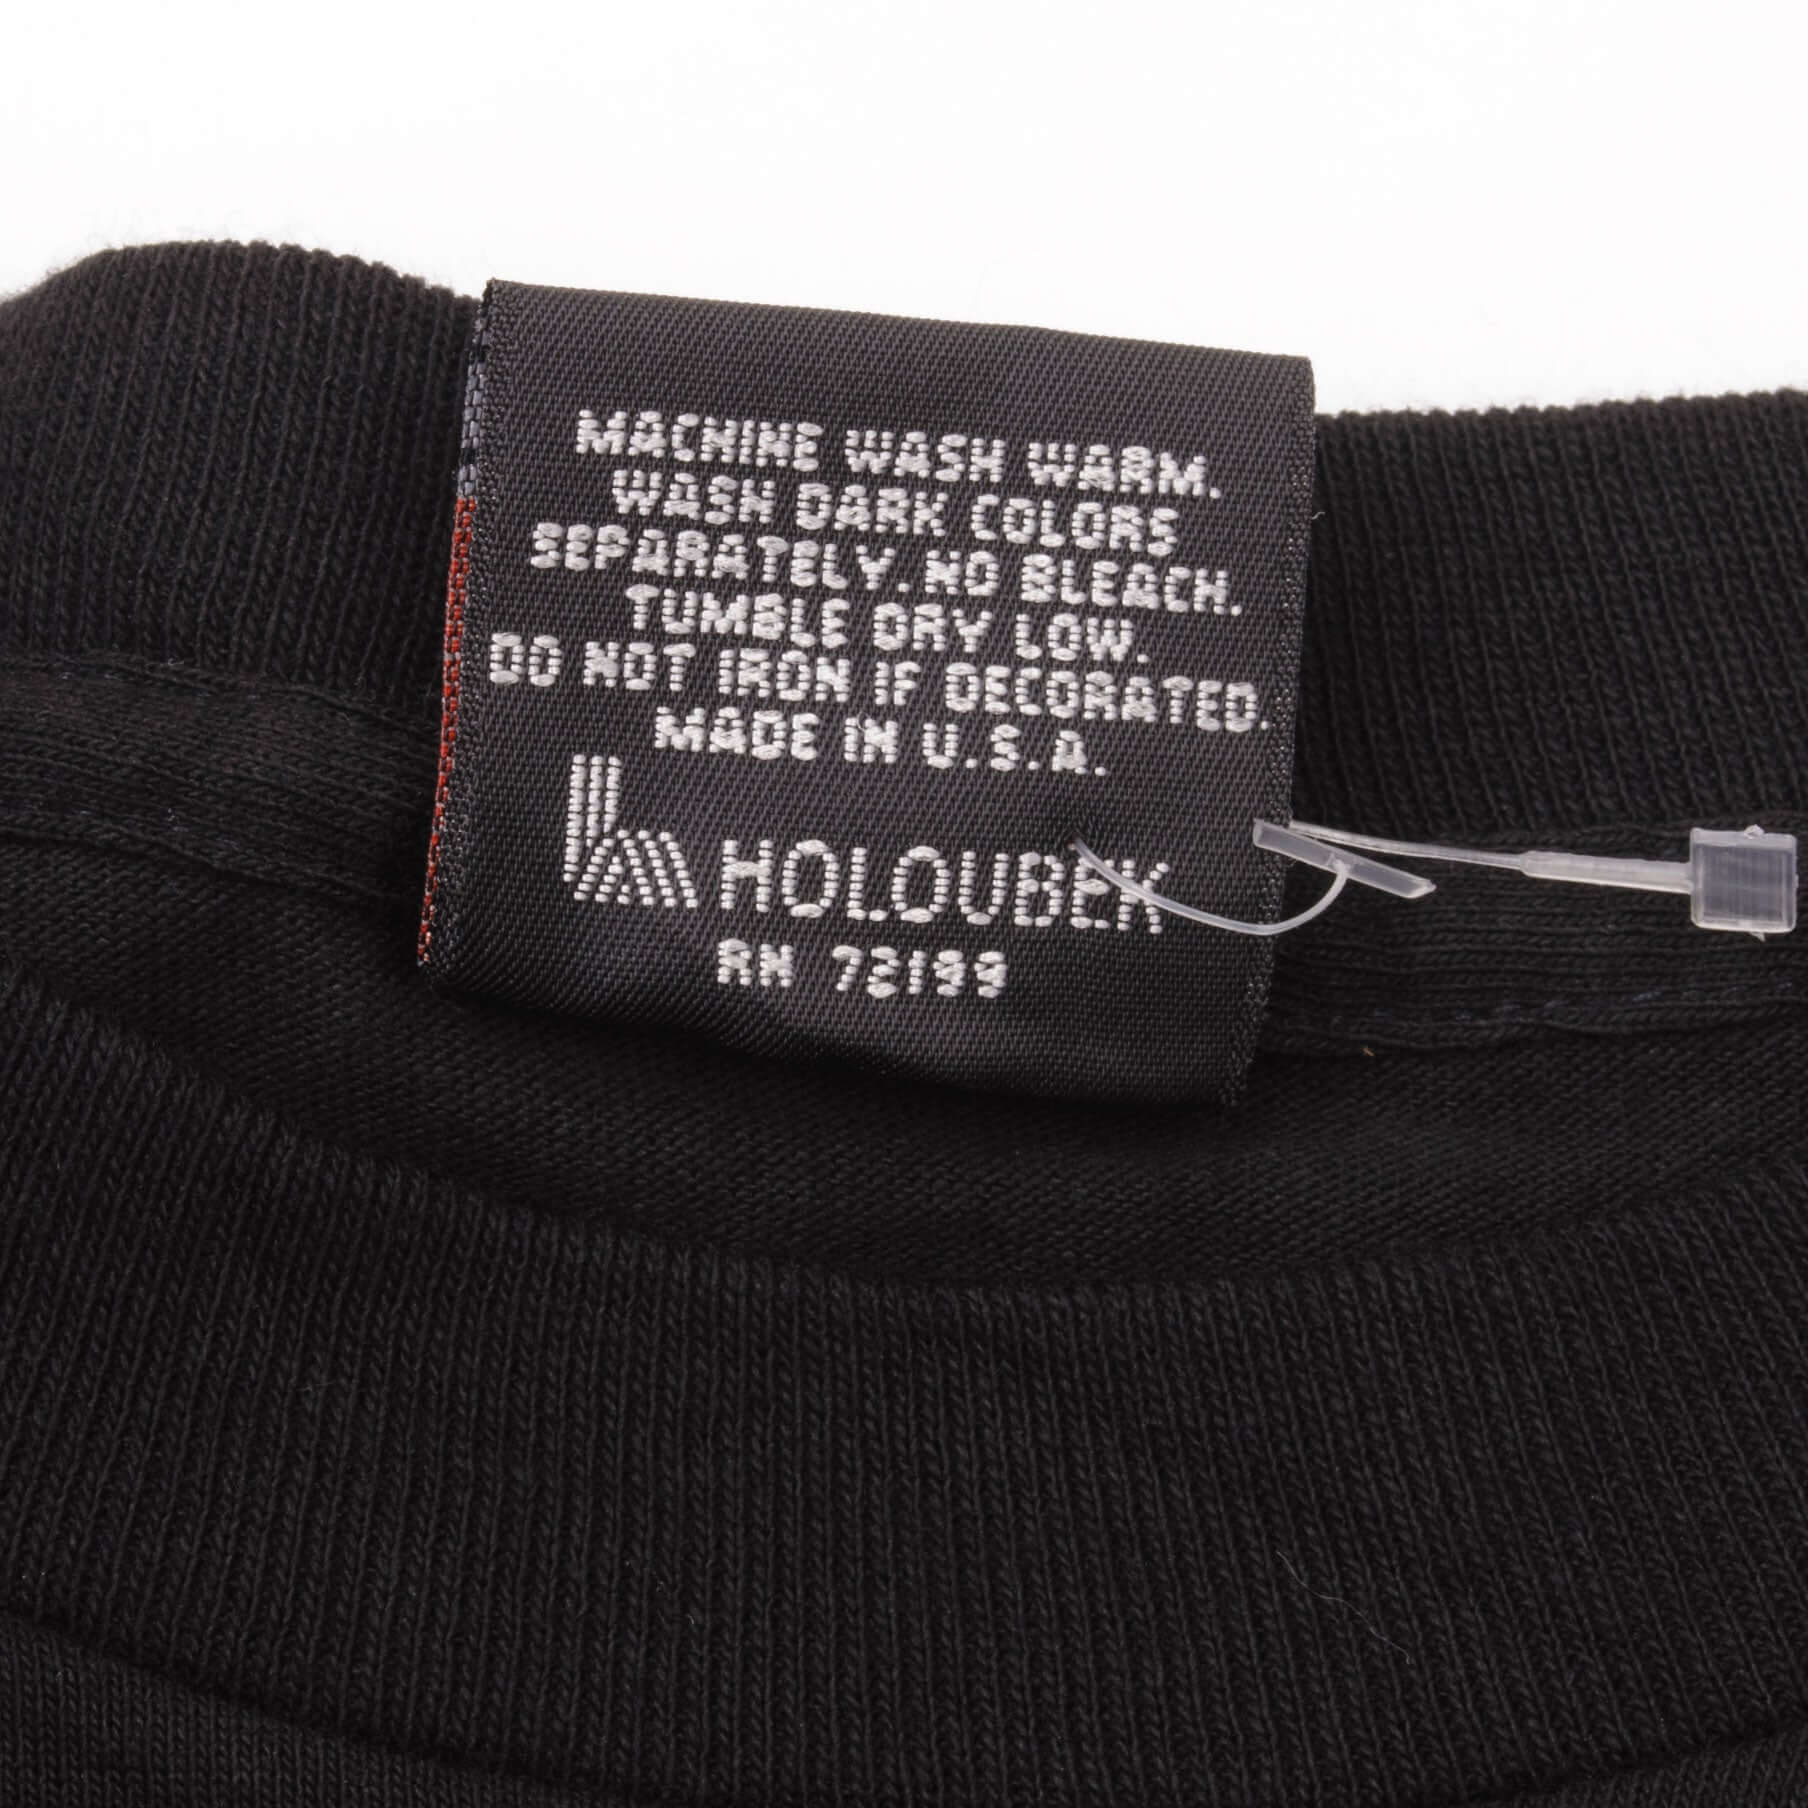 MACHINE WASH WARM.
WASH DARK COLORS
SEPARATELY. NO BLEACH.
TUMBLE DRY LOW.
DO NOT IRON IF DECORATED.
MADE IN U.S.A.
HOLOUBEK
RN 72199